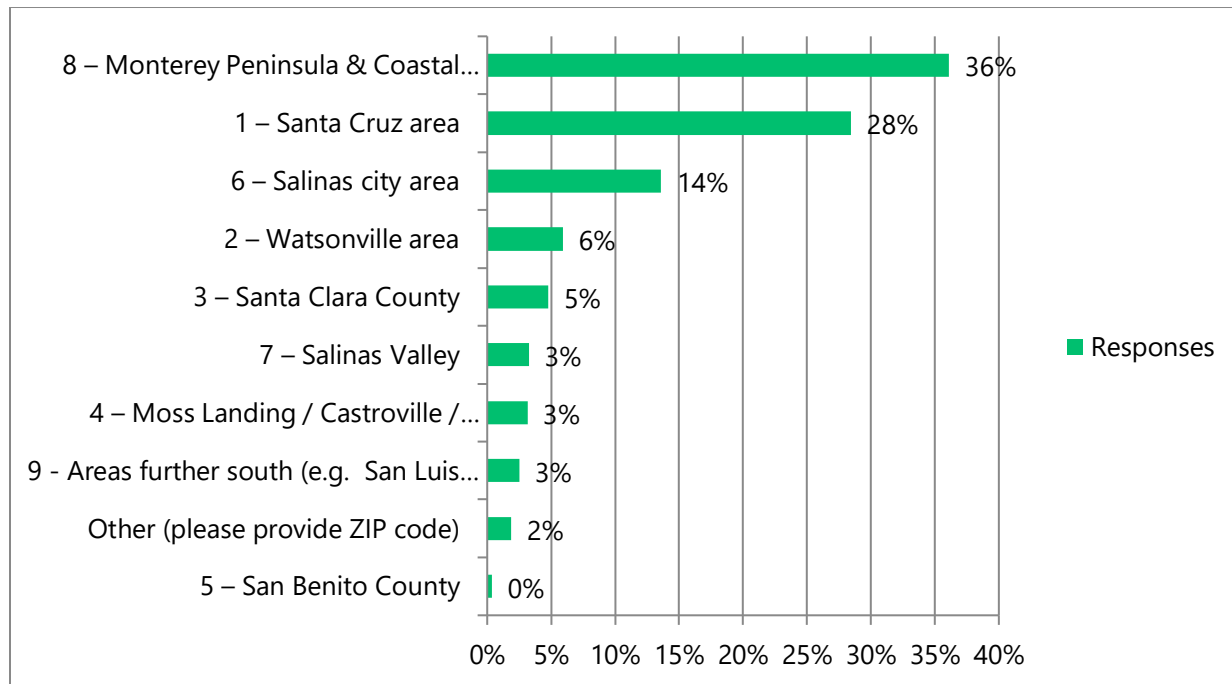 8 – Monterey Peninsula & Coastal... 36%
1 – Santa Cruz area 28%
6 – Salinas city area 14%
2 – Watsonville area 6%
3 – Santa Clara County 5%
7 – Salinas Valley 3%
4 – Moss Landing / Castroville /... 3%
9 - Areas further south (e.g.  San Luis... 3%
Other (please provide ZIP code) 2%
5 – San Benito County 0%
0% 5% 10% 15% 20% 25% 30% 35% 40%
Responses